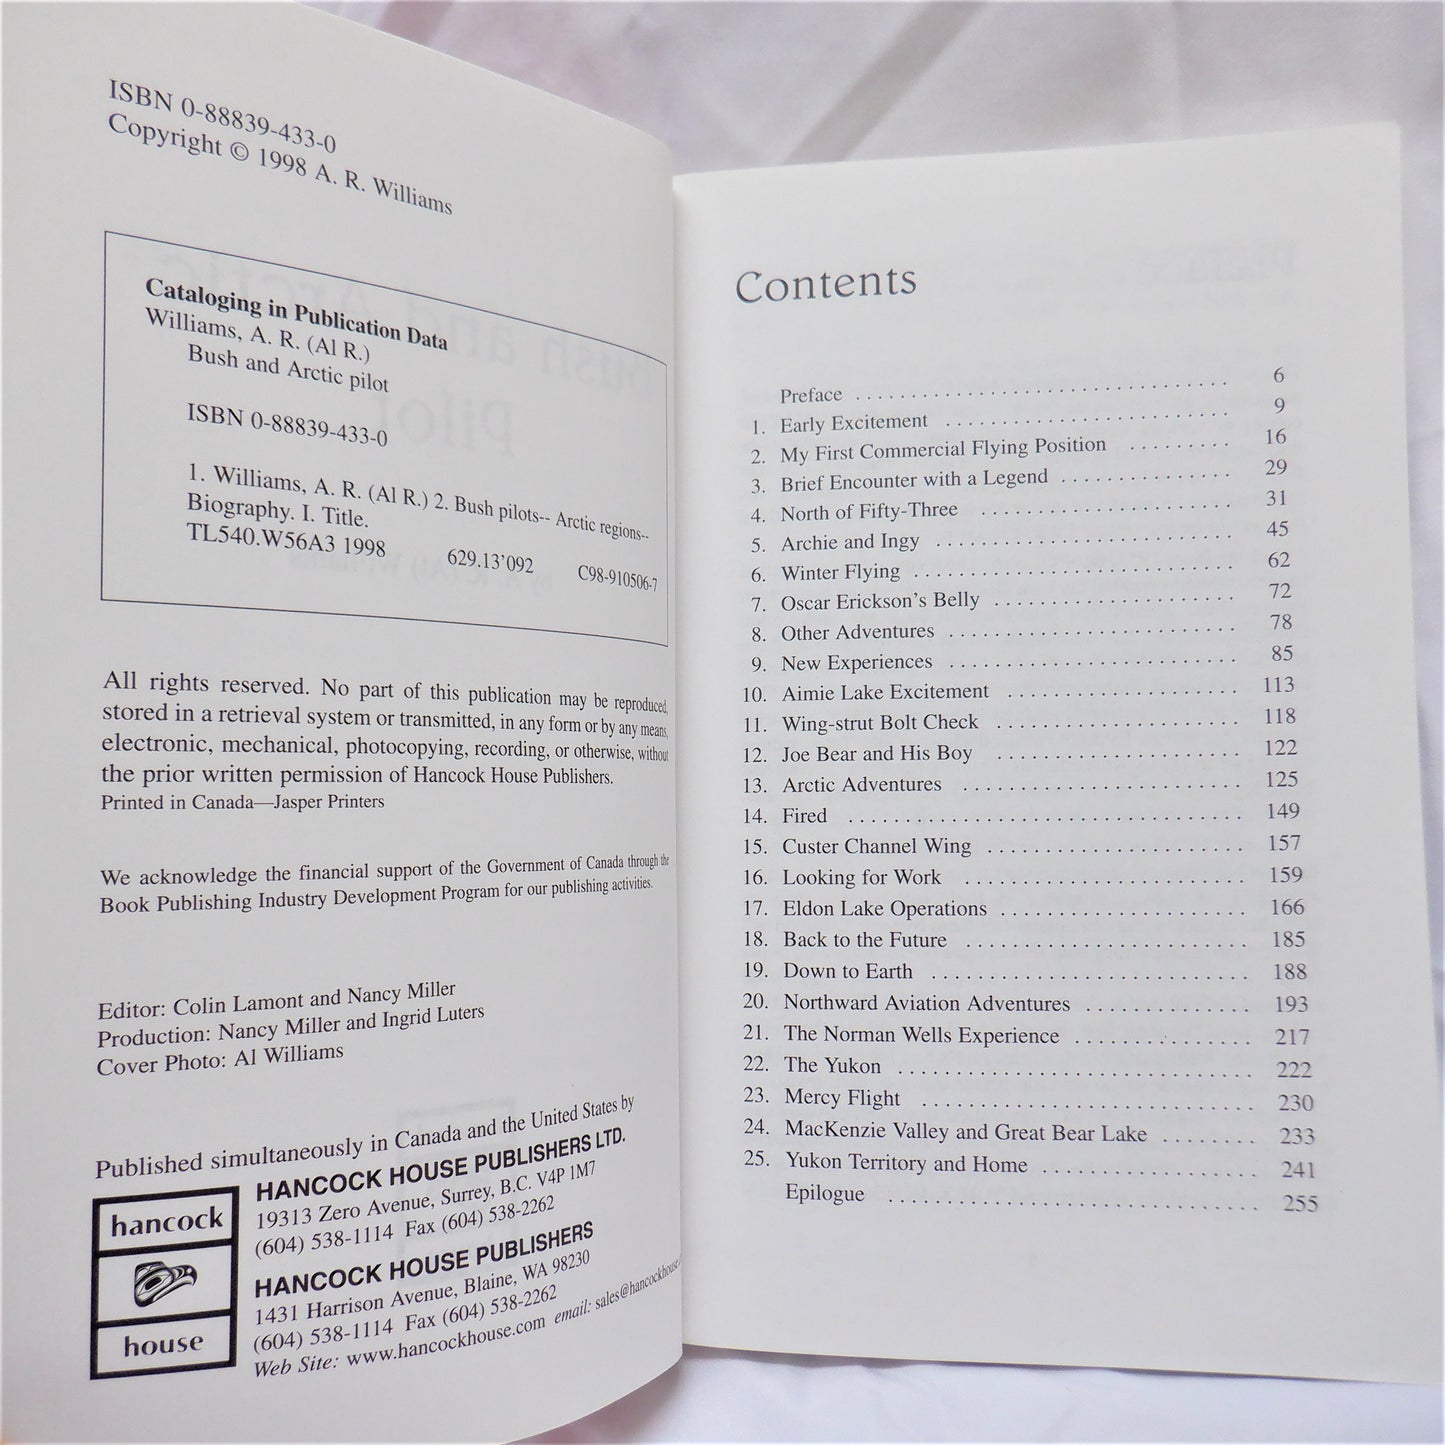 ISBN 0-88839-433-0
Copyright © 1998 A. R. Williams
Cataloging in Publication Data
Williams, A. R. (Al R.)
Bush and Arctic pilot
ISBN 0-88839-433-0
1. Williams, A. R. (Al R.) 2. Bush pilots-- Arctic regions--
Biography. I. Title.
TL540.W56A3 1998 629.13'092 C98-910506-7
All rights reserved. No part of this publication may be reproduced,
stored in a retrieval system or transmitted, in any form or by any means,
electronic, mechanical, photocopying, recording, or otherwise, without
the prior written permission of Hancock House Publishers.
Printed in Canada—Jasper Printers
We acknowledge the financial support of the Government of Canada through the
Book Publishing Industry Development Program for our publishing activities.
Editor: Colin Lamont and Nancy Miller
Production: Nancy Miller and Ingrid Luters
Cover Photo: Al Williams
Published simultaneously in Canada and the United States by
hancock
house
HANCOCK HOUSE PUBLISHERS LTD.
19313 Zero Avenue, Surrey, B.C. V4P 1M7
(604) 538-1114 Fax (604) 538-2262
HANCOCK HOUSE PUBLISHERS
1431 Harrison Avenue, Blaine, WA 98230
(604) 538-1114 Fax (604) 538-2262
Web Site: www.hancockhouse.com email: sales@hancockhouse.
Contents
Preface . . . . . . . . . . 6
1. Early Excitement . . . . . . . . . . 9
2. My First Commercial Flying Position . . . . . . . . . 16
3. Brief Encounter with a Legend . . . . . . . . . . 29
4. North of Fifty-Three . . . . . . . . . . 31
5. Archie and Ingy . . . . . . . . . . 45
6. Winter Flying . . . . . . . . . . 62
7. Oscar Erickson's Belly . . . . . . . . . . 72
8. Other Adventures . . . . . . . . . . 78
9. New Experiences . . . . . . . . . . 85
10. Aimie Lake Excitement . . . . . . . . . . 113
11. Wing-strut Bolt Check . . . . . . . . . . 118
12. Joe Bear and His Boy . . . . . . . . . . 122
13. Arctic Adventures . . . . . . . . . . 125
14. Fired . . . . . . . . . . 149
15. Custer Channel Wing . . . . . . . . . . 157
16. Looking for Work . . . . . . . . . . 159
17. Eldon Lake Operations . . . . . . . . . . 166
18. Back to the Future . . . . . . . . . . 185
19. Down to Earth . . . . . . . . . . 188
20. Northward Aviation Adventures . . . . . . . . . . 193
21. The Norman Wells Experience . . . . . . . . . . 217
22. The Yukon . . . . . . . . . . 222
23. Mercy Flight . . . . . . . . . . 230
24. MacKenzie Valley and Great Bear Lake . . . . . . . . 233
25. Yukon Territory and Home . . . . . . . . . . 241
Epilogue . . . . . . . . . . 255